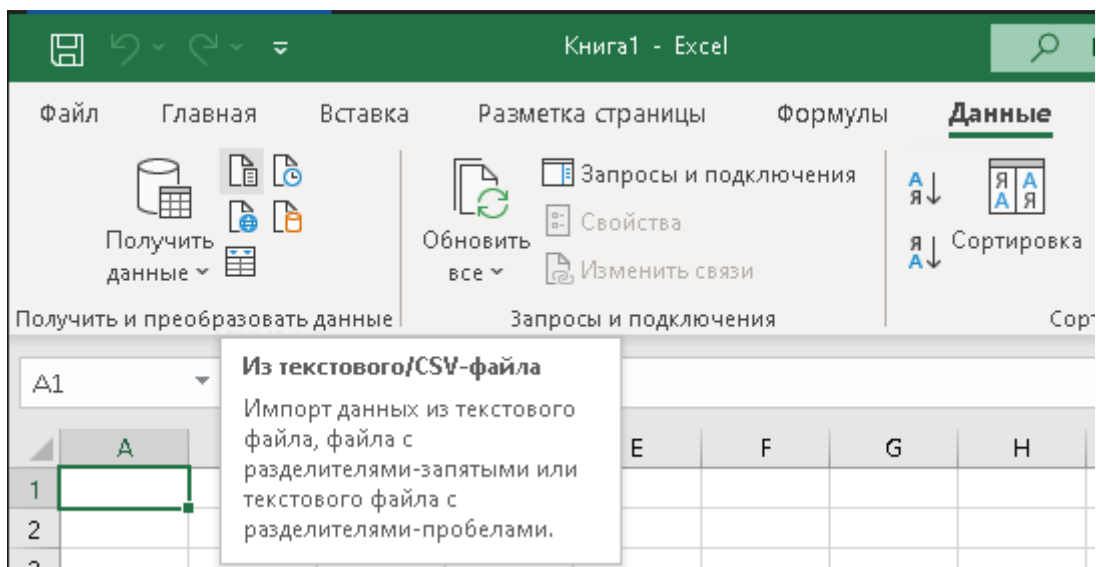 Книга1 - Excel
Файл Главная Вставка Разметка страницы Формулы Данные
Получить данные
Обновить все
Запросы и подключения
Свойства
Изменить связи
А Я
Я А
ЯА
АЯ
Сортировка
Получить и преобразовать данные
Запросы и подключения
A1
Из текстового/CSV-файла
Импорт данных из текстового
файла, файла с
разделителями-запятыми или
текстового файла с
разделителями-пробелами.
A E F G H
1
2